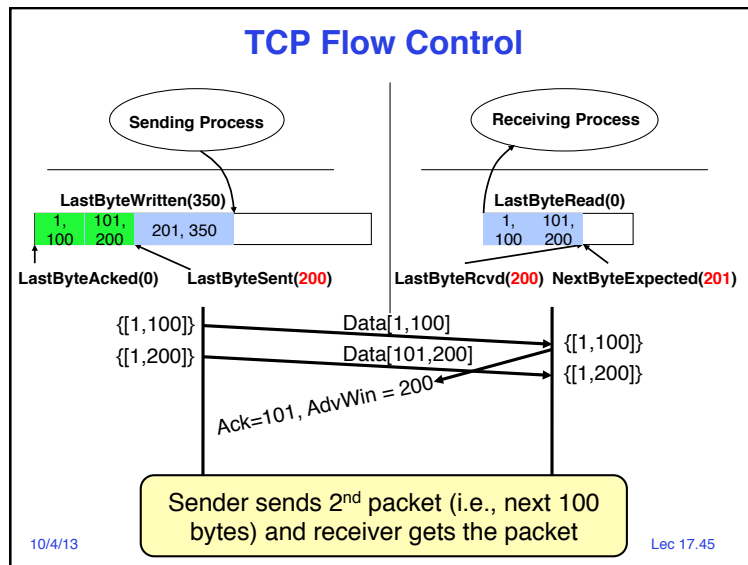 TCP Flow Control
Sending Process
Receiving Process
LastByteWritten(350)
LastByteRead(0)
1,
100
101,
200
201, 350
1,
100
101,
200
LastByteAcked(0)
LastByteSent(200)
LastByteRcvd(200)
NextByteExpected(201)
{[1,100]}
Data[1,100]
{[1,100]}
{[1,200]}
Data[101,200]
{[1,200]}
Ack=101, AdvWin = 200
Sender sends 2nd packet (i.e., next 100
bytes) and receiver gets the packet
10/4/13
Lec 17.45